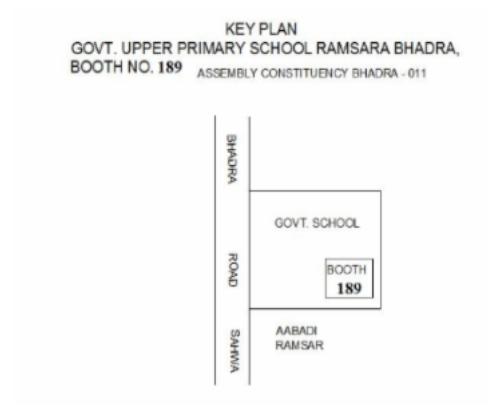 KEY PLAN
GOVT. UPPER PRIMARY SCHOOL RAMSARA BHADRA,
BOOTH NO. 189 ASSEMBLY CONSTITUENCY BHADRA - 011
BHADRA
GOVT. SCHOOL
ROAD
BOOTH
189
SAHWA
AABADI
RAMSAR